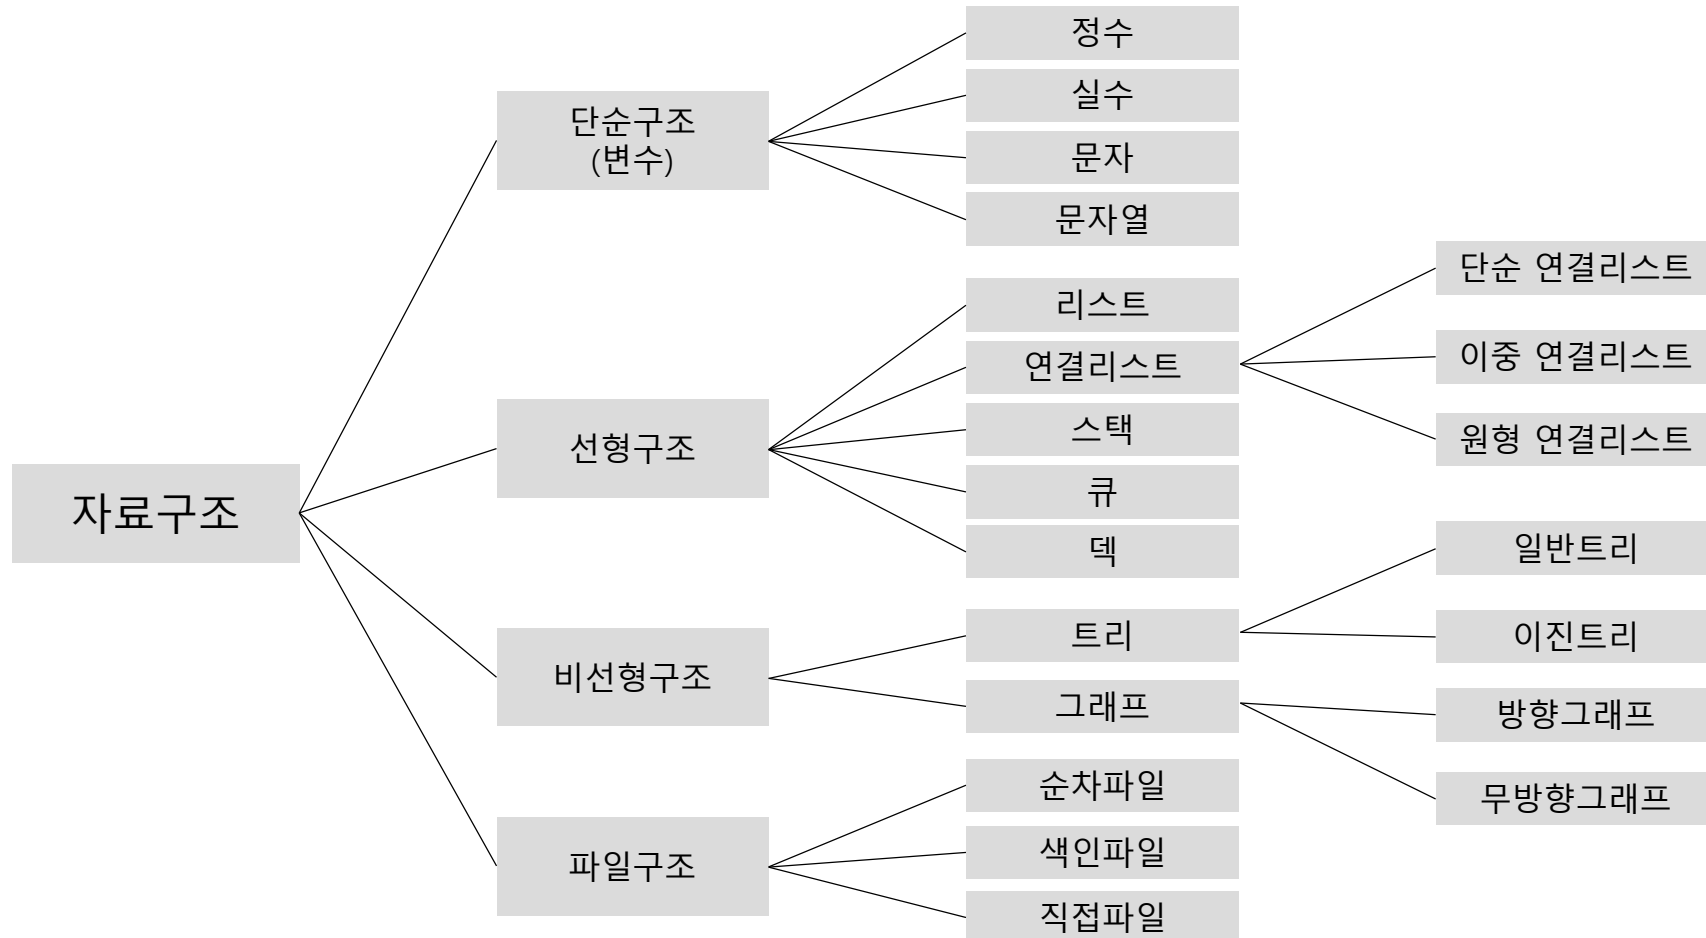 자료구조
단순구조
(변수)
정수
실수
문자
문자열
선형구조
리스트
연결리스트
단순 연결리스트
이중 연결리스트
원형 연결리스트
스택
큐
덱
비선형구조
트리
일반트리
이진트리
그래프
방향그래프
무방향그래프
파일구조
순차파일
색인파일
직접파일